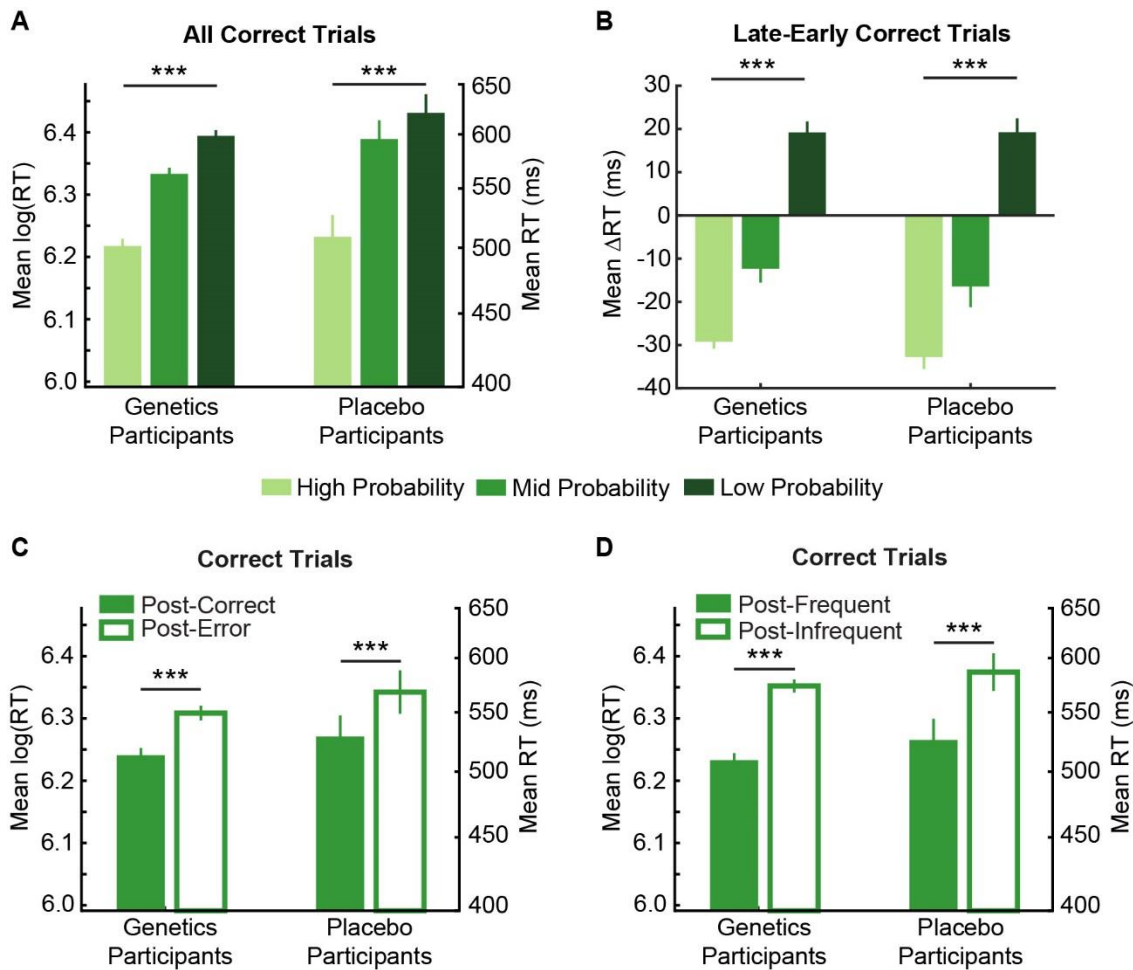 A
All Correct Trials
Mean log(RT)
6.4
6.3
6.2
6.1
6.0
***
***
650
600
550
500
450
400
Mean RT (ms)
Genetics
Participants
Placebo
Participants
B
Late-Early Correct Trials
Mean ΔRT (ms)
30
20
10
0
-10
-20
-30
-40
***
***
Genetics
Participants
Placebo
Participants
High Probability Mid Probability Low Probability
C
Correct Trials
Post-Correct
Post-Error
Mean log(RT)
6.4
6.3
6.2
6.1
6.0
***
***
650
600
550
500
450
400
Mean RT (ms)
Genetics
Participants
Placebo
Participants
D
Correct Trials
Post-Frequent
Post-Infrequent
Mean log(RT)
6.4
6.3
6.2
6.1
6.0
***
***
650
600
550
500
450
400
Mean RT (ms)
Genetics
Participants
Placebo
Participants